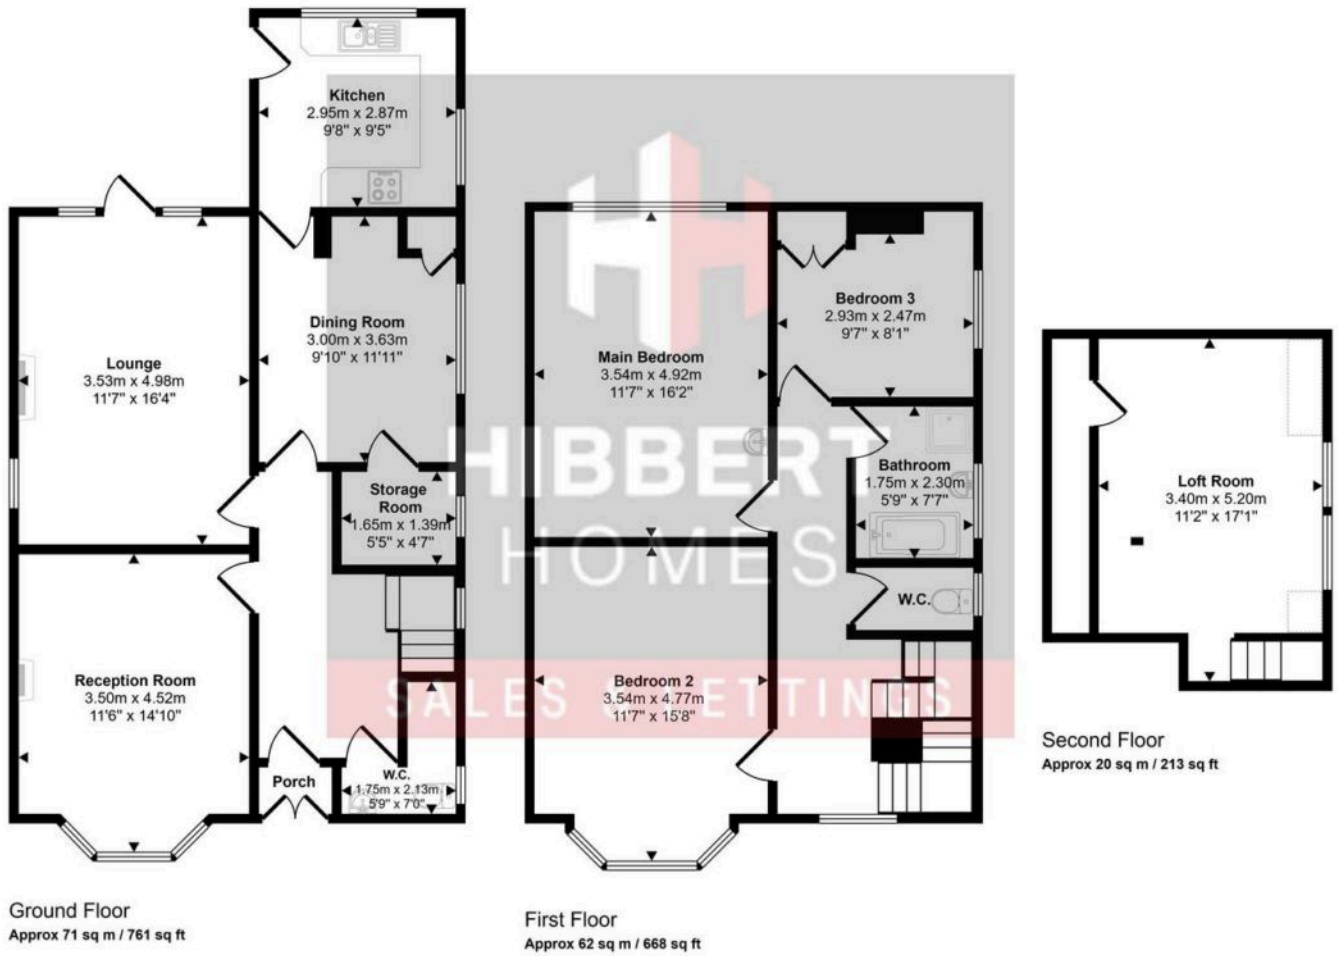 Kitchen
2.95m x 2.87m
9'8" x 9'5"
Dining Room
3.00m x 3.63m
9'10" x 11'11"
Lounge
3.53m x 4.98m
11'7" x 16'4"
Storage
Room
1.65m x 1.39m
5'5" x 4'7"
Reception Room
3.50m x 4.52m
11'6" x 14'10"
Porch
W.C.
1.75m x 2.13m
5'9" x 7'0"
Ground Floor
Approx 71 sq m / 761 sq ft
Main Bedroom
3.54m x 4.92m
11'7" x 16'2"
Bedroom 3
2.93m x 2.47m
9'7" x 8'1"
Bathroom
1.75m x 2.30m
5'9" x 7'7"
W.C.
Bedroom 2
3.54m x 4.77m
11'7" x 15'8"
First Floor
Approx 62 sq m / 668 sq ft
Loft Room
3.40m x 5.20m
11'2" x 17'1"
Second Floor
Approx 20 sq m / 213 sq ft
HIBBERT
HOMES
SALES & LETTINGS